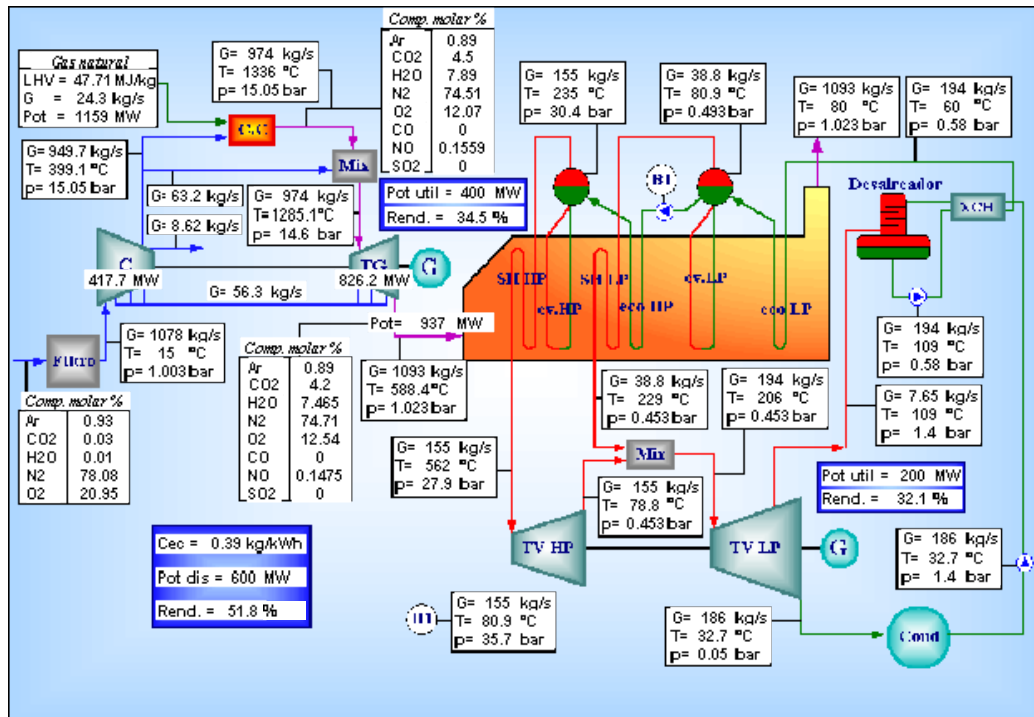 Comp. molar %
Ar 0.89
CO2 4.5
H2O 7.89
N2 74.51
O2 12.07
CO 0
NO 0.1559
SO2 0
Gas natural
LHV = 47.71 MJ/kg
G = 24.3 kg/s
Pot = 1159 MW
G= 974 kg/s
T= 1336 °C
p= 15.05 bar
G= 155 kg/s
T= 235 °C
p= 30.4 bar
G= 38.8 kg/s
T= 80.9 °C
p= 0.493 bar
G= 1093 kg/s
T= 80 °C
p= 1.023 bar
G= 194 kg/s
T= 60 °C
p= 0.58 bar
G= 949.7 kg/s
T= 399.1 °C
p= 15.05 bar
Mix
G= 63.2 kg/s
G= 8.62 kg/s
G= 974 kg/s
T= 1285.1°C
p= 14.6 bar
Pot util = 400 MW
Rend. = 34.5 %
B1
Desaireador
XCH
C
417.7 MW
TG
826.2 MW
G
G= 56.3 kg/s
SH HP
ev.HP
SH LP
eco HP
ev.LP
eco LP
Pot= 937 MW
Filtro
G= 1078 kg/s
T= 15 °C
p= 1.003 bar
Comp. molar %
Ar 0.93
CO2 0.03
H2O 0.01
N2 78.08
O2 20.95
Comp. molar %
Ar 0.89
CO2 4.2
H2O 7.465
N2 74.71
O2 12.54
CO 0
NO 0.1475
SO2 0
G= 1093 kg/s
T= 588.4°C
p= 1.023 bar
G= 194 kg/s
T= 109 °C
p= 0.58 bar
G= 38.8 kg/s
T= 229 °C
p= 0.453 bar
G= 194 kg/s
T= 206 °C
p= 0.453 bar
G= 7.65 kg/s
T= 109 °C
p= 1.4 bar
G= 155 kg/s
T= 562 °C
p= 27.9 bar
Mix
G= 155 kg/s
T= 78.8 °C
p= 0.453 bar
Pot util = 200 MW
Rend. = 32.1 %
TV HP
TV LP
G
Cec = 0.39 kg/kWh
Pot dis = 600 MW
Rend. = 51.8 %
G= 186 kg/s
T= 32.7 °C
p= 1.4 bar
G= 155 kg/s
T= 80.9 °C
p= 35.7 bar
G= 186 kg/s
T= 32.7 °C
p= 0.05 bar
Cond